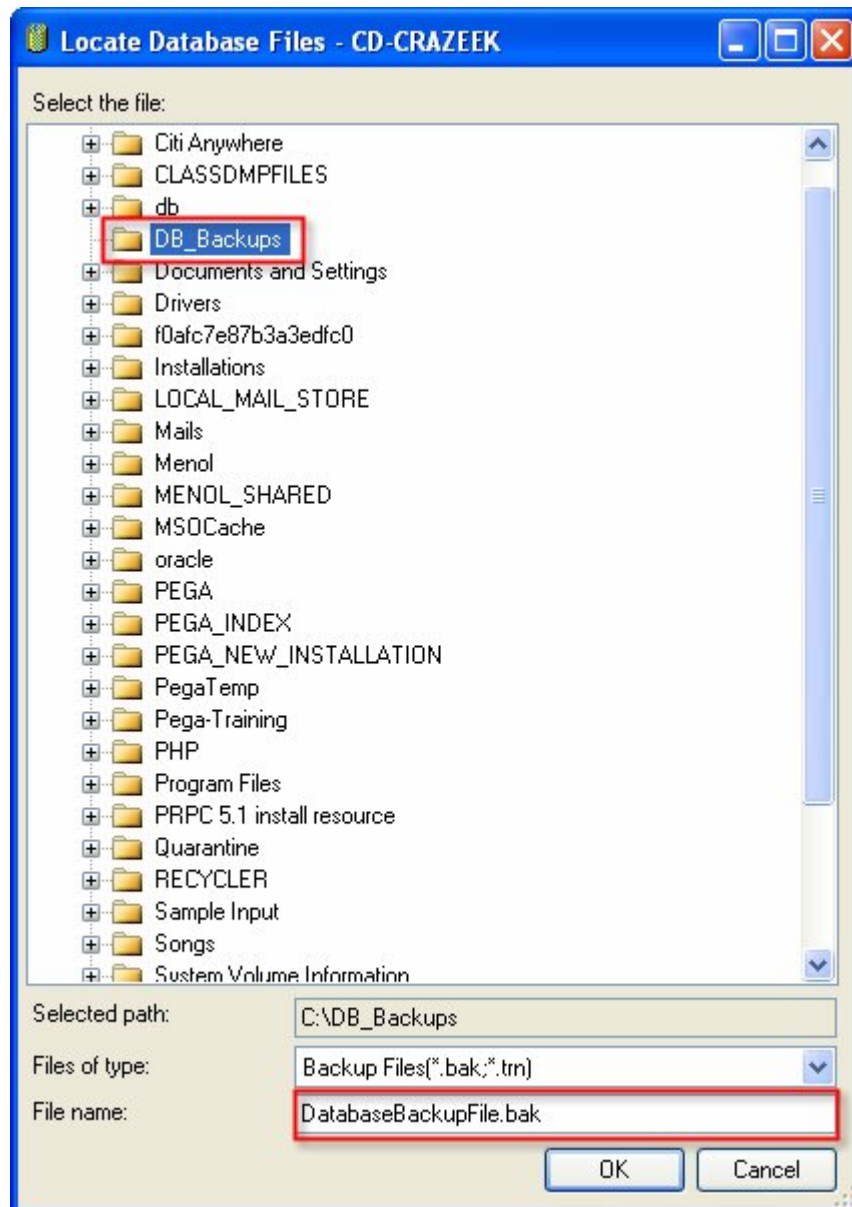 Locate Database Files - CD-CRAZEEK
Select the file:
Citi Anywhere
CLASSDMPFILES
db
DB_Backups
Documents and Settings
Drivers
f0afc7e87b3a3edfc0
Installations
LOCAL_MAIL_STORE
Mails
Menol
MENOL_SHARED
MSOCache
oracle
PEGA
PEGA_INDEX
PEGA_NEW_INSTALLATION
PegaTemp
Pega-Training
PHP
Program Files
PRPC 5.1 install resource
Quarantine
RECYCLER
Sample Input
Songs
System Volume Information
Selected path: C:\DB_Backups
Files of type: Backup Files(*.bak;*.trn)
File name: DatabaseBackupFile.bak
OK Cancel